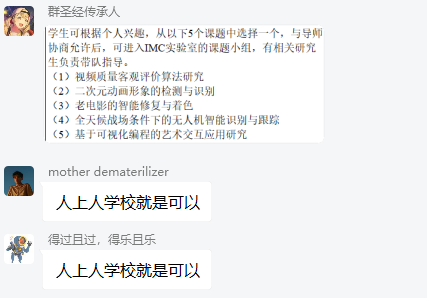 群圣经传承人
学生可根据个人兴趣，从以下5个课题中选择一个，与导师
协商允许后，可进入IMC实验室的课题小组，有相关研究
生负责带队指导。
（1）视频质量客观评价算法研究
（2）二次元动画形象的检测与识别
（3）老电影的智能修复与着色
（4）全天候战场条件下的无人机智能识别与跟踪
（5）基于可视化编程的艺术交互应用研究
mother dematerilizer
人上人学校就是可以
得过且过，得乐且乐
人上人学校就是可以